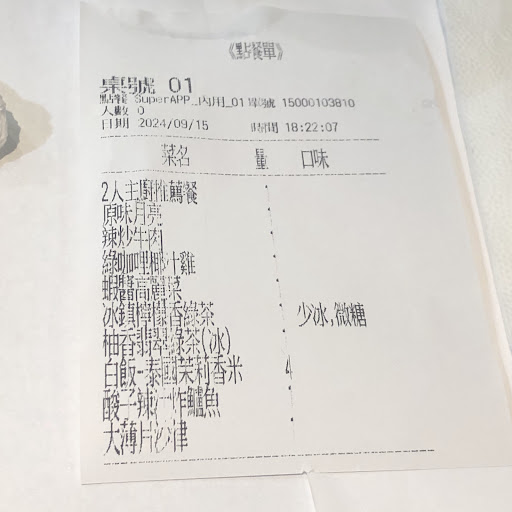 《點餐單》
桌號 01
點餐 SuperAPP_內用_01 單號 15000103810
人數 0
日期 2024/09/15 時間 18:22:07
菜名 量 口味
2人主廚推薦餐
原味月亮
辣炒牛肉
綠咖哩椰汁雞
蝦醬高麗菜
冰鎮檸檬香綠茶 少冰,微糖
柚香翡翠綠茶(冰)
白飯-泰國茉莉香米 4
酸子辣汁炸鱸魚
大薄片沙律